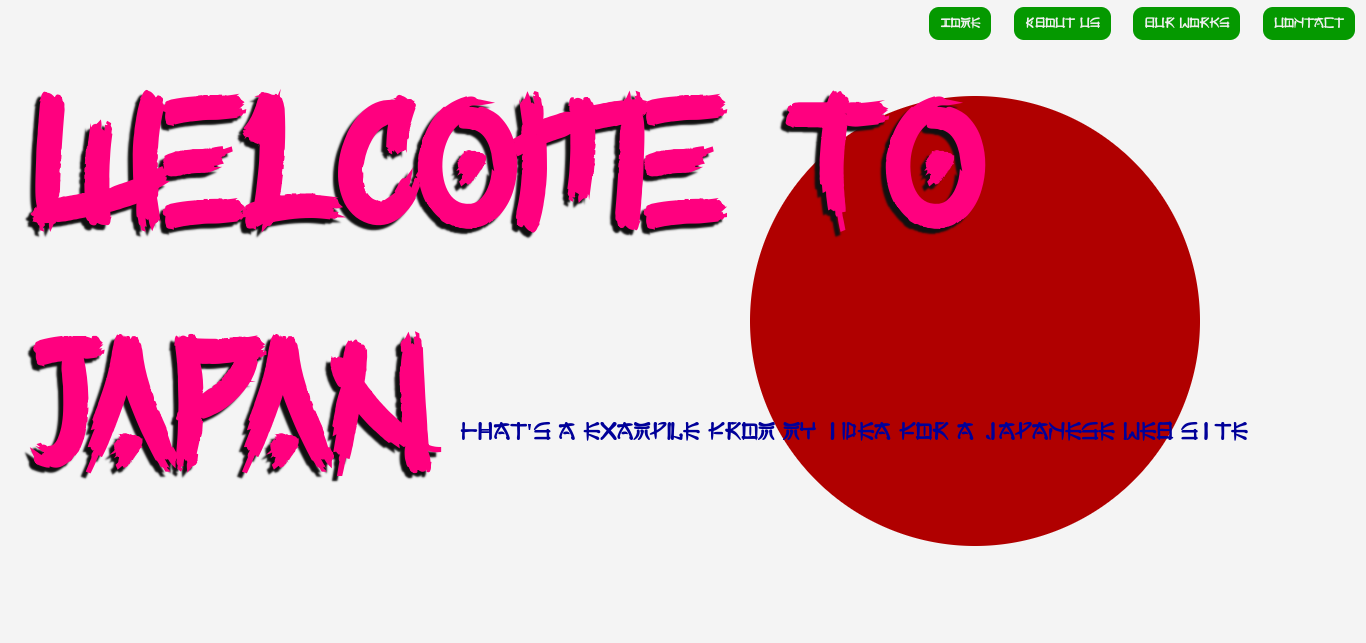 HOME ABOUT US OUR WORKS CONTACT
WELCOME TO
JAPAN
THAT'S A EXAMPLE FROM MY IDEA FOR A JAPANESE WEB SITE